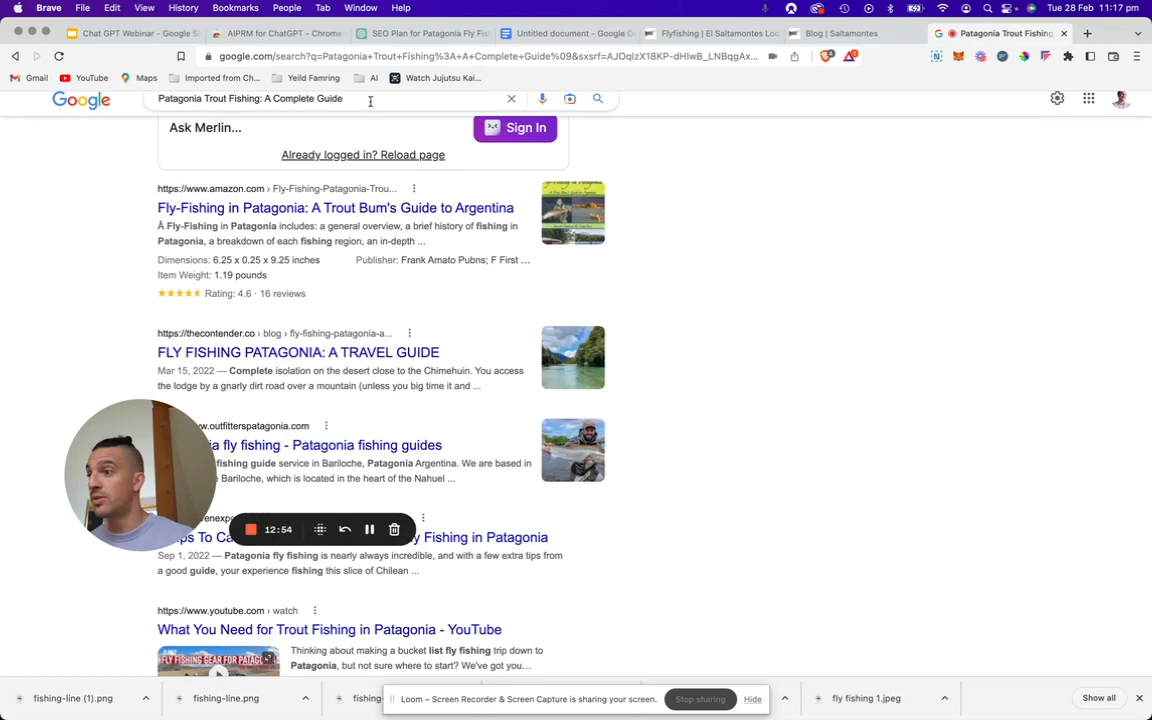 Brave File Edit View History Bookmarks People Tab Window Help Tue 28 Feb 11:17 pm
Chat GPT Webinar - Google S
AIPRM for ChatGPT - Chrome
SEO Plan for Patagonia Fly Fis
Untitled document - Google D
Flyfishing | El Saltamontes Lo
Blog | Saltamontes
Patagonia Trout Fishing
google.com/search?q=Patagonia+Trout+Fishing%3A+A+Complete+Guide%09&sxsrf=AJOqlzX18KP-dHlwB_LNBqgAx...
Gmail YouTube Maps Imported from Ch... Yeild Famring AI Watch Jujutsu Kai...
Google
Patagonia Trout Fishing: A Complete Guide
Ask Merlin...
Sign In
Already logged in? Reload page
https://www.amazon.com › Fly-Fishing-Patagonia-Trou...
Fly-Fishing in Patagonia: A Trout Bum's Guide to Argentina
Â Fly-Fishing in Patagonia includes: a general overview, a brief history of fishing in
Patagonia, a breakdown of each fishing region, an in-depth ...
Dimensions: 6.25 x 0.25 x 9.25 inches Publisher: Frank Amato Pubns; F First ...
Item Weight: 1.19 pounds
Rating: 4.6 · 16 reviews
https://thecontender.co › blog › fly-fishing-patagonia-a...
FLY FISHING PATAGONIA: A TRAVEL GUIDE
Mar 15, 2022 — Complete isolation on the desert close to the Chimehuin. You access
the lodge by a gnarly dirt road over a mountain (unless you big time it and ...
w.outfitterspatagonia.com
ia fly fishing - Patagonia fishing guides
fishing guide service in Bariloche, Patagonia Argentina. We are based in
Bariloche, which is located in the heart of the Nahuel ...
ps To Ca
y Fishing in Patagonia
12:54
Sep 1, 2022 — Patagonia fly fishing is nearly always incredible, and with a few extra tips from
a good guide, your experience fishing this slice of Chilean ...
https://www.youtube.com › watch
What You Need for Trout Fishing in Patagonia - YouTube
FLY FISHING GEAR FOR PATAG
Thinking about making a bucket list fly fishing trip down to
Patagonia, but not sure where to start? We've got you...
fishing-line (1).png
fishing-line.png
fishing-
Loom – Screen Recorder & Screen Capture is sharing your screen.
Stop sharing
Hide
fly fishing 1.jpeg
Show all